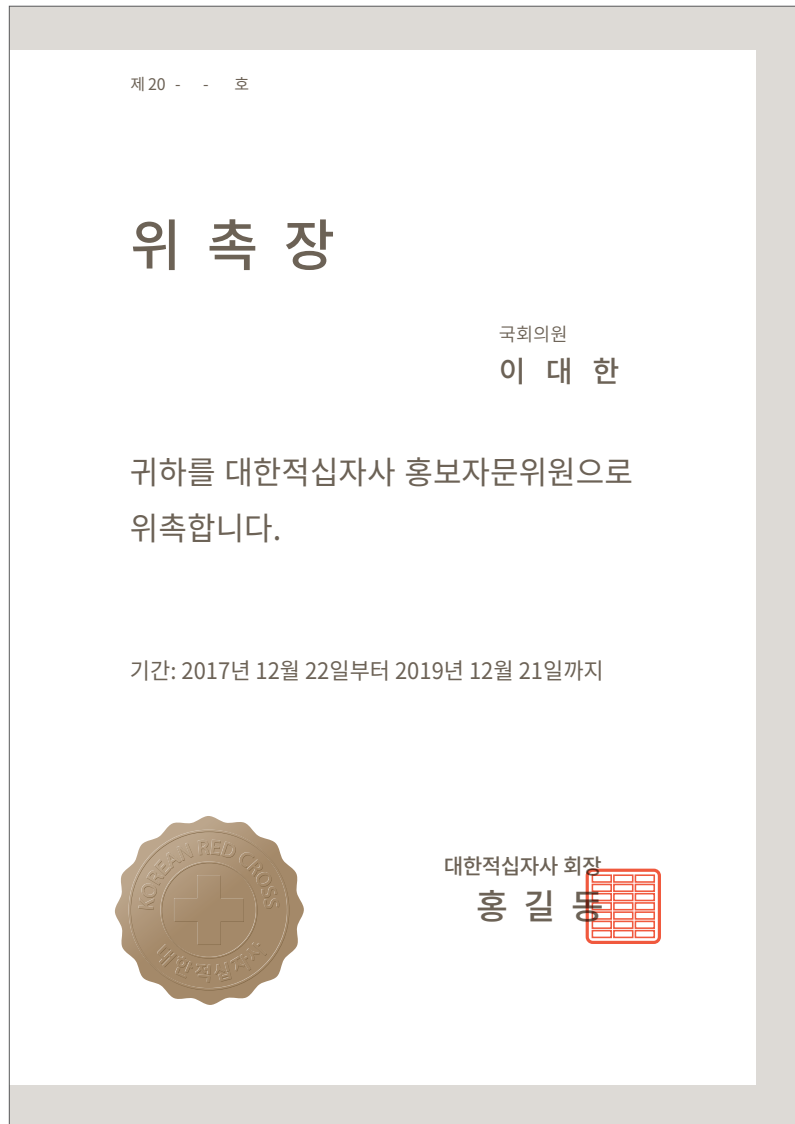 제 20 - - 호
위 촉 장
국회의원
이 대 한
귀하를 대한적십자사 홍보자문위원으로
위촉합니다.
기간: 2017년 12월 22일부터 2019년 12월 21일까지
KOREAN RED CROSS
대한적십자사
대한적십자사 회장
홍 길 동